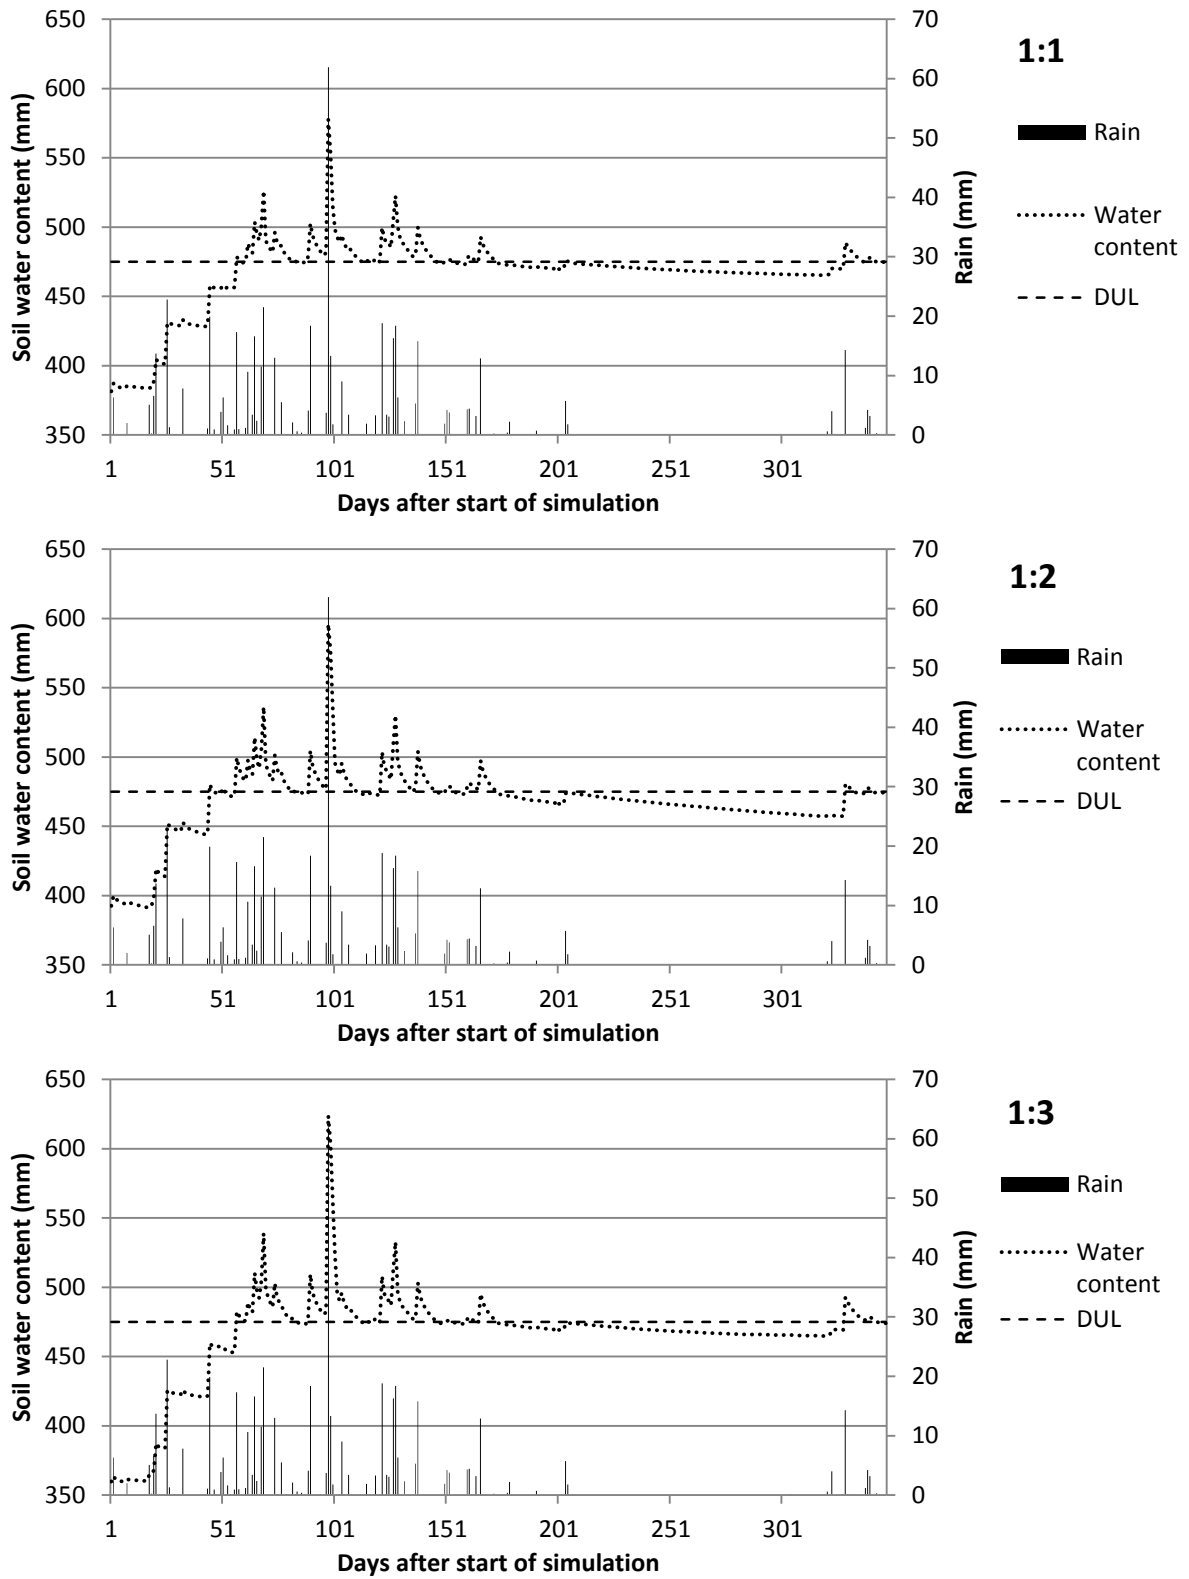 650
600
550
500
450
400
350
Soil water content (mm)
70
60
50
40
30
20
10
0
Rain (mm)
1 51 101 151 201 251 301
Days after start of simulation
1:1
Rain
Water
content
DUL
650
600
550
500
450
400
350
Soil water content (mm)
70
60
50
40
30
20
10
0
Rain (mm)
1 51 101 151 201 251 301
Days after start of simulation
1:2
Rain
Water
content
DUL
650
600
550
500
450
400
350
Soil water content (mm)
70
60
50
40
30
20
10
0
Rain (mm)
1 51 101 151 201 251 301
Days after start of simulation
1:3
Rain
Water
content
DUL